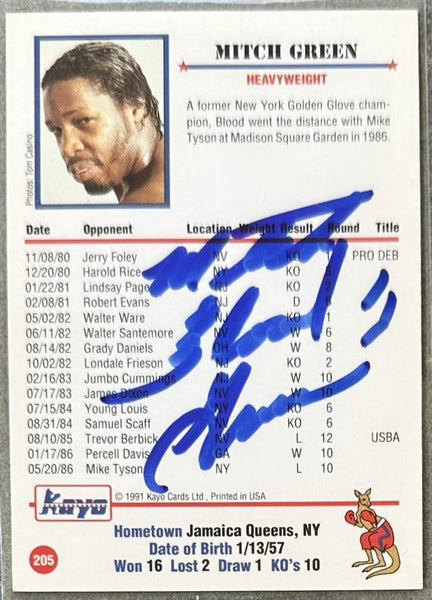 MITCH GREEN
HEAVYWEIGHT
A former New York Golden Glove cham-
pion, Blood went the distance with Mike
Tyson at Madison Square Garden in 1986.
Photos: Tom Casino
Date Opponent Location Weight Result Round Title
11/08/80 Jerry Foley NV KO 1 PRO DEB
12/20/80 Harold Rice NY KO
01/22/81 Lindsay Page NJ KO 2
02/08/81 Robert Evans NJ D
05/02/82 Walter Ware NJ KO 1
06/11/82 Walter Santemore NV W 6
08/14/82 Grady Daniels OH W 8
10/02/82 Londale Frieson NJ KO 2
02/16/83 Jumbo Cummings NJ W 10
07/17/83 James Dixon NV W 10
07/15/84 Young Louis NY KO 6
08/31/84 Samuel Scaff NV KO 6
08/10/85 Trevor Berbick NV L 12 USBA
01/17/86 Percell Davis GA W 10
05/20/86 Mike Tyson NY L 10
© 1991 Kayo Cards Ltd., Printed in USA
Kayo
205
Hometown Jamaica Queens, NY
Date of Birth 1/13/57
Won 16 Lost 2 Draw 1 KO's 10